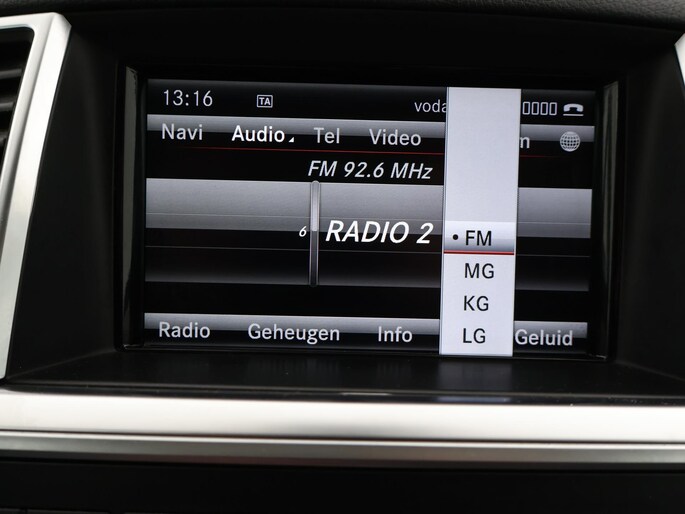 13:16 TA voda
Navi Audio Tel Video m
FM 92.6 MHz
6 RADIO 2
• FM
MG
KG
LG
Radio Geheugen Info Geluid